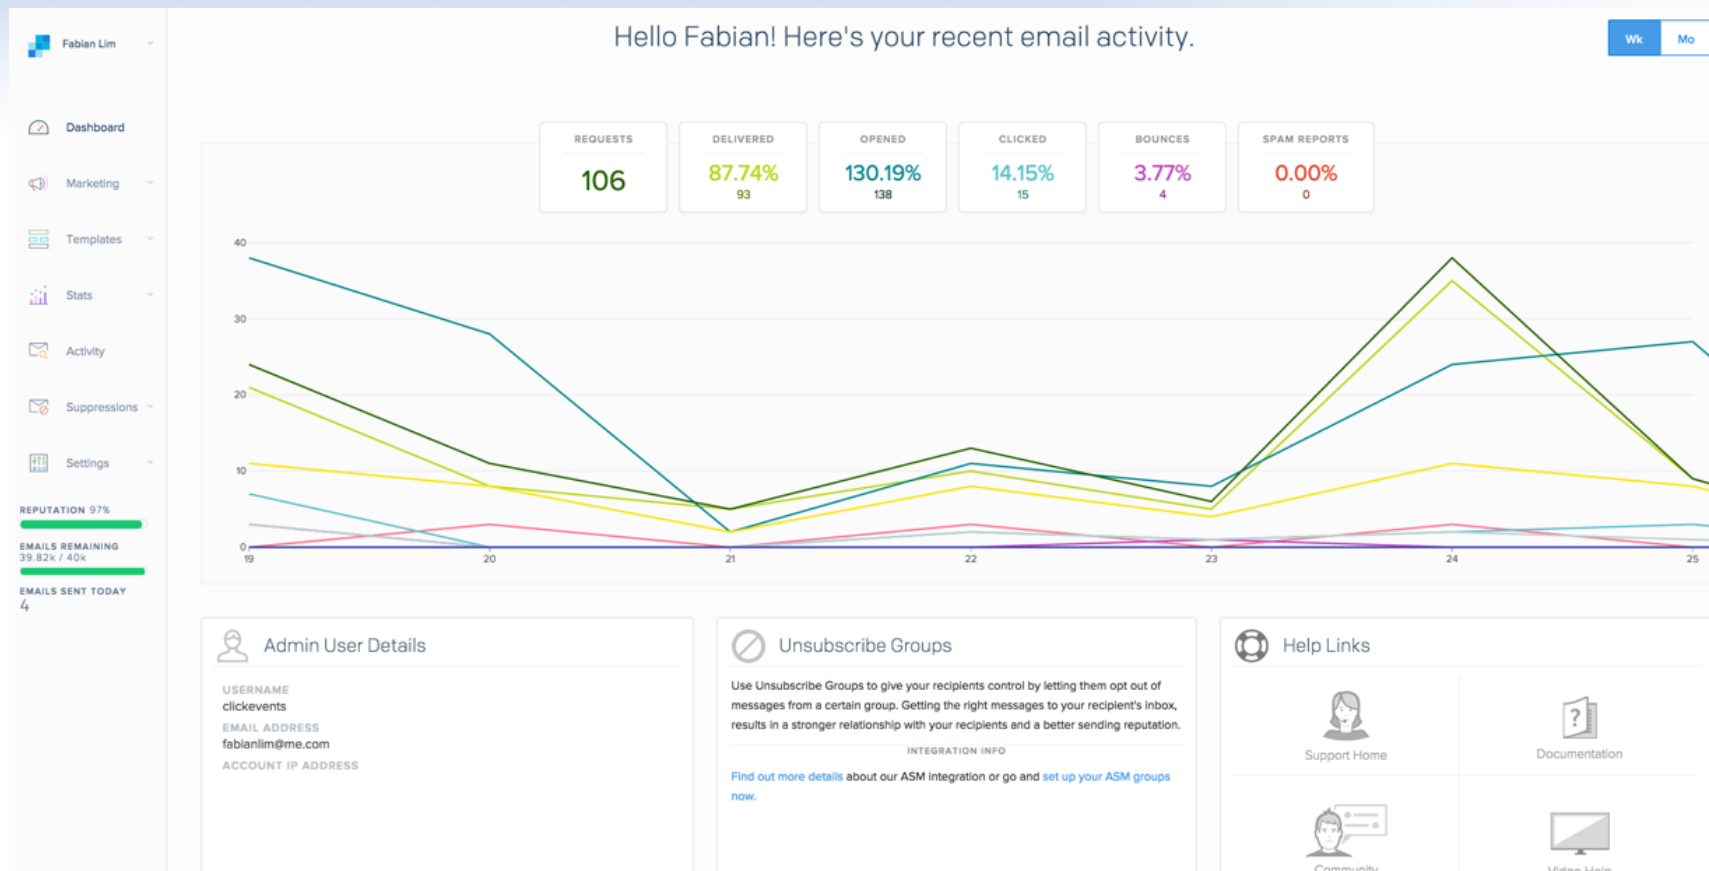 Fabian Lim
Hello Fabian! Here's your recent email activity.
Wk Mo
Dashboard
Marketing
Templates
Stats
Activity
Suppressions
Settings
REPUTATION 97%
EMAILS REMAINING
39.82k / 40k
EMAILS SENT TODAY
4
REQUESTS
106
DELIVERED
87.74%
93
OPENED
130.19%
138
CLICKED
14.15%
15
BOUNCES
3.77%
4
SPAM REPORTS
0.00%
0
40
30
20
10
0
19 20 21 22 23 24 25
Admin User Details
USERNAME
clickevents
EMAIL ADDRESS
fabianlim@me.com
ACCOUNT IP ADDRESS
Unsubscribe Groups
Use Unsubscribe Groups to give your recipients control by letting them opt out of
messages from a certain group. Getting the right messages to your recipient's inbox,
results in a stronger relationship with your recipients and a better sending reputation.
INTEGRATION INFO
Find out more details about our ASM integration or go and set up your ASM groups
now.
Help Links
Support Home
Documentation
Community
Video Help